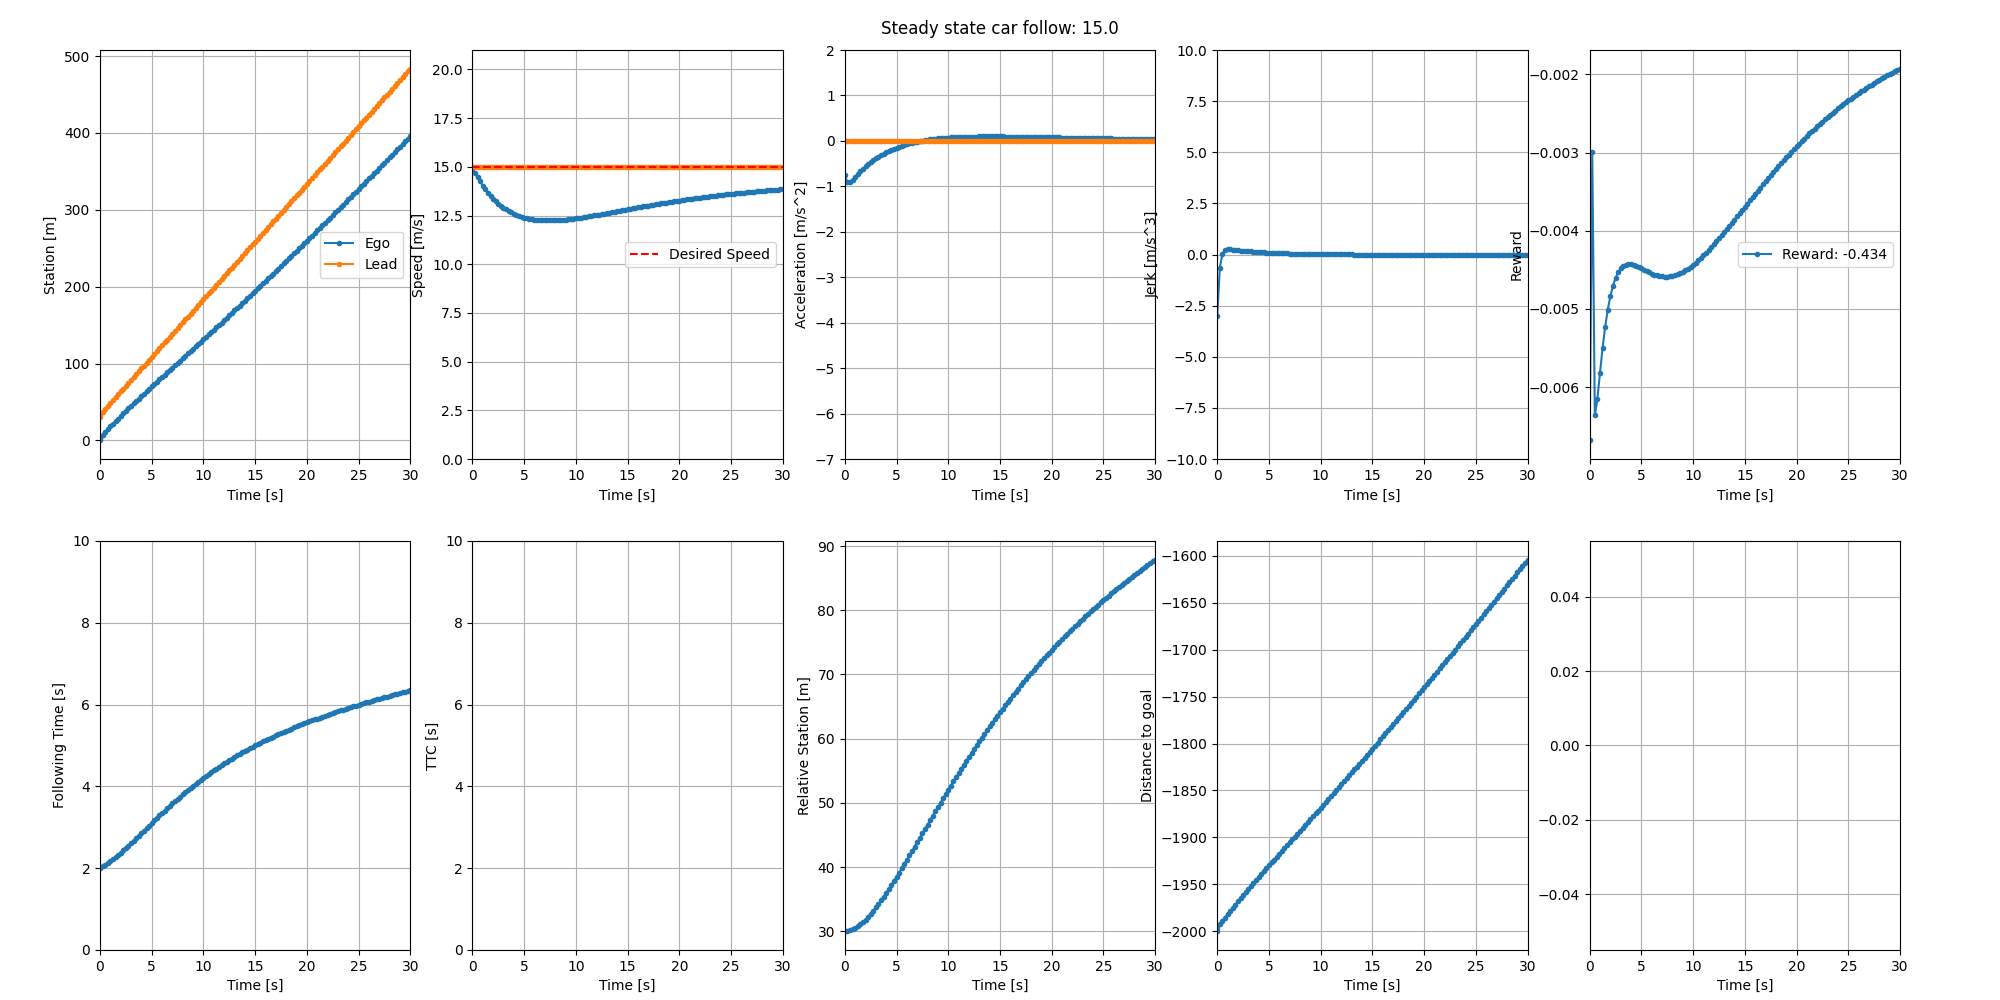 Steady state car follow: 15.0
500
400
300
200
100
0
Station [m]
Ego
Lead
0 5 10 15 20 25 30
Time [s]
20.0
17.5
15.0
12.5
10.0
7.5
5.0
2.5
0.0
Speed [m/s]
Desired Speed
0 5 10 15 20 25 30
Time [s]
2
1
0
−1
−2
−3
−4
−5
−6
−7
Acceleration [m/s^2]
0 5 10 15 20 25 30
Time [s]
10.0
7.5
5.0
2.5
0.0
−2.5
−5.0
−7.5
−10.0
Jerk [m/s^3]
0 5 10 15 20 25 30
Time [s]
−0.002
−0.003
−0.004
−0.005
−0.006
Reward
Reward: -0.434
0 5 10 15 20 25 30
Time [s]
10
8
6
4
2
0
Following Time [s]
0 5 10 15 20 25 30
Time [s]
10
8
6
4
2
0
TTC [s]
0 5 10 15 20 25 30
Time [s]
90
80
70
60
50
40
30
Relative Station [m]
0 5 10 15 20 25 30
Time [s]
−1600
−1650
−1700
−1750
−1800
−1850
−1900
−1950
−2000
Distance to goal
0 5 10 15 20 25 30
Time [s]
0.04
0.02
0.00
−0.02
−0.04
0 5 10 15 20 25 30
Time [s]